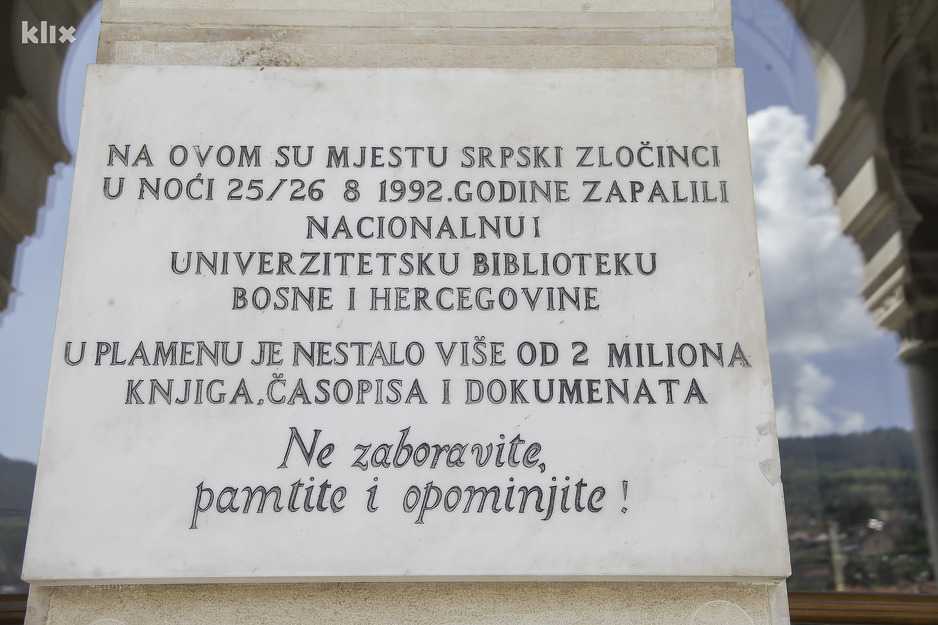 klix
NA OVOM SU MJESTU SRPSKI ZLOČINCI
U NOĆI 25/26 8 1992.GODINE ZAPALILI
NACIONALNU I
UNIVERZITETSKU BIBLIOTEKU
BOSNE I HERCEGOVINE
U PLAMENU JE NESTALO VIŠE OD 2 MILIONA
KNJIGA,ČASOPISA I DOKUMENATA
Ne zaboravite,
pamtite i opominjite !